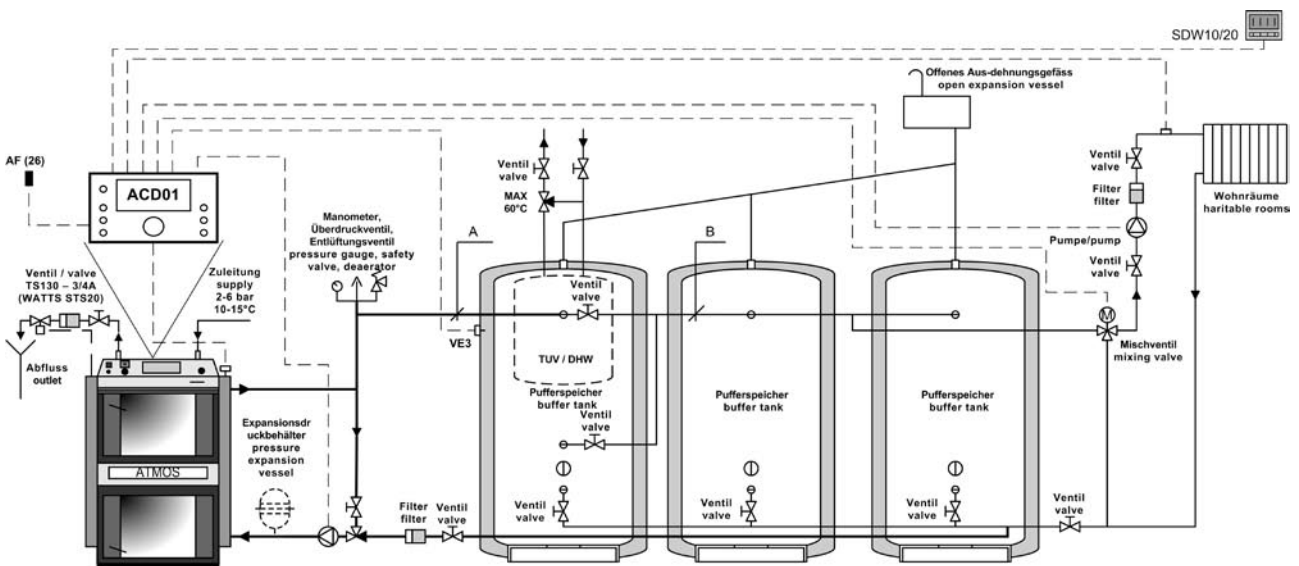 SDW10/20
Offenes Aus-dehnungsgefäss
open expansion vessel
AF (26)
ACD01
Ventil
valve
MAX
60°C
Ventil
valve
Filter
filter
Wohnräume
haritable rooms
Pumpe/pump
Ventil
valve
Manometer,
Überdruckventil,
Entlüftungsventil
pressure gauge, safety
valve, deaerator
A
B
Ventil / valve
TS130 – 3/4A
(WATTS STS20)
Zuleitung
supply
2-6 bar
10-15°C
Abfluss
outlet
VE3
Ventil
valve
TUV / DHW
M
Mischventil
mixing valve
Pufferspeicher
buffer tank
Pufferspeicher
buffer tank
Pufferspeicher
buffer tank
Ventil
valve
Expansionsdr
uckbehälter
pressure
expansion
vessel
ATMOS
Filter
filter
Ventil
valve
Ventil
valve
Ventil
valve
Ventil
valve
Ventil
valve